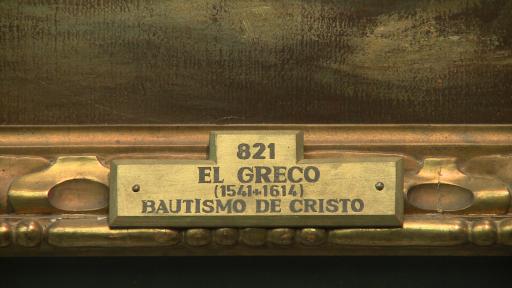 821
EL GRECO
(1541+1614)
BAUTISMO DE CRISTO